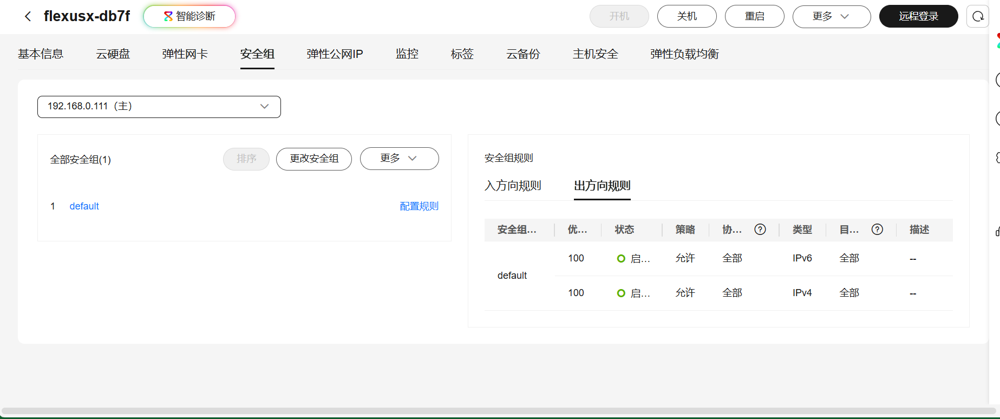 flexusx-db7f
智能诊断
开机
关机
重启
更多
远程登录
基本信息
云硬盘
弹性网卡
安全组
弹性公网IP
监控
标签
云备份
主机安全
弹性负载均衡
192.168.0.111（主）
全部安全组(1)
排序
更改安全组
更多
1 default 配置规则
安全组规则
入方向规则
出方向规则
安全组... 优... 状态 策略 协... ? 类型 目... ? 描述
default
100 启... 允许 全部 IPv6 全部 --
100 启... 允许 全部 IPv4 全部 --